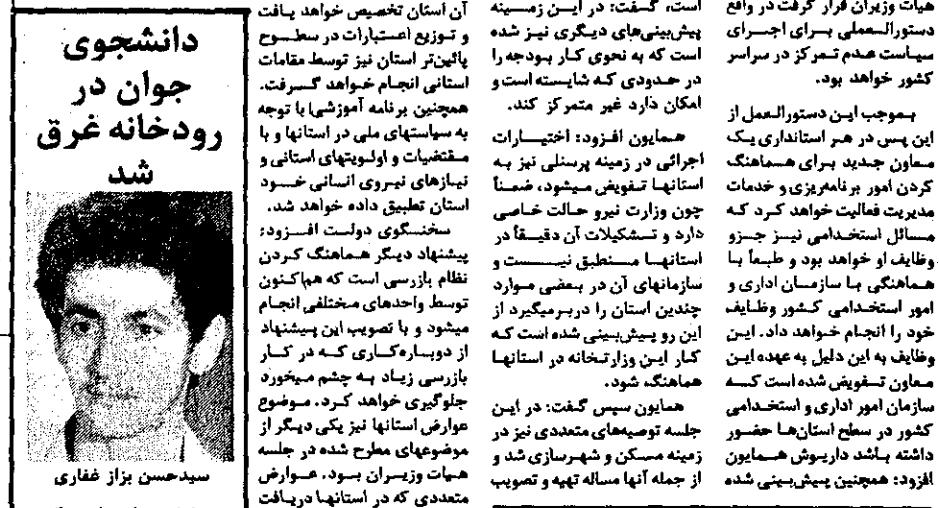 هیات وزیران قرار گرفت در واقع
دستورالعملی برای اجرای
سیاست عدم تمرکز در سراسر
کشور خواهد بود.
بموجب این دستورالعمل از
این پس در هر استانداری یک
معاون جدید برای هماهنگ
کردن امور برنامه‌ریزی و خدمات
مدیریت فعالیت خواهد کرد که
مسائل استخدامی نیز جزو
وظایف او خواهد بود و طبعاً با
هماهنگی با سازمان اداری و
امور استخدامی کشور وظایف
خود را انجام خواهد داد. این
وظایف به این دلیل به عهده این
معاون تفویض شده است که
سازمان امور اداری و استخدامی
کشور در سطح استان‌ها حضور
داشته باشد داریوش همایون
افزود: همچنین پیش‌بینی شده
است، گفت: در این زمینه
پیش‌بینی‌های دیگری نیز شده
است که به نحوی کار بودجه را
در حدودی که شایسته است و
امکان دارد غیر متمرکز کند.
همایون افزود: اختیارات
اجرائی در زمینه پرسنلی نیز به
استانها تفویض میشود، ضمناً
چون وزارت نیرو حالت خاصی
دارد و تشکیلات آن دقیقاً در
استانها منطبق نیست و
سازمانهای آن در بعضی موارد
چندین استان را دربرمیگیرد از
این رو پیش‌بینی شده است که
کار این وزارتخانه در استانها
هماهنگ شود.
همایون سپس گفت: در این
جلسه توصیه‌های متعددی نیز در
زمینه مسکن و شهرسازی شد و
از جمله آنها مساله تهیه و تصویب
آن استان تخصیص خواهد یافت
و توزیع اعتبارات در سطوح
پائین‌تر استان نیز توسط مقامات
استانی انجام خواهد گرفت.
همچنین برنامه آموزشی با توجه
به سیاستهای ملی در استانها و با
مقتضیات و اولویتهای استانی و
نیازهای نیروی انسانی خود
استان تطبیق داده خواهد شد.
سخنگوی دولت افزود:
پیشنهاد دیگر هماهنگ کردن
نظام بازرسی است که هم‌اکنون
توسط واحدهای مختلفی انجام
میشود و با تصویب این پیشنهاد
از دوباره‌کاری که در کار
بازرسی زیاد به چشم میخورد
جلوگیری خواهد کرد. موضوع
عوارض استانها نیز یکی دیگر از
موضوعهای مطرح شده در جلسه
هیات وزیران بود. عوارض
متعددی که در استانها دریافت
دانشجوی
جوان در
رودخانه غرق
شد
سیدحسن بزاز غفاری